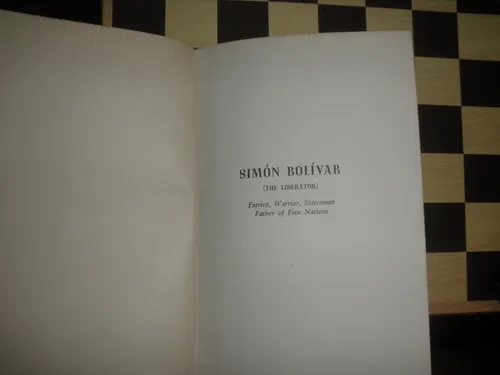 SIMÓN BOLÍVAR
(THE LIBERATOR)
Patriot, Warrior, Statesman
Father of Five Nations